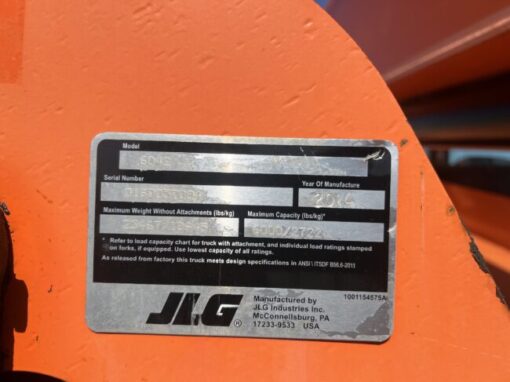 Model
Serial Number
Year Of Manufacture
2014
Maximum Weight Without Attachments (lbs/kg)
Maximum Capacity (lbs/kg)*
6000/2722
* Refer to load capacity chart for truck with attachment, and individual load ratings stamped
on forks, if equipped. Use lowest capacity of all ratings.
As released from factory this truck meets design specifications in ANSI / ITSDF B56.6-2011
JLG®
Manufactured by
JLG Industries Inc.
McConnellsburg, PA
17233-9533 USA
1001154575A